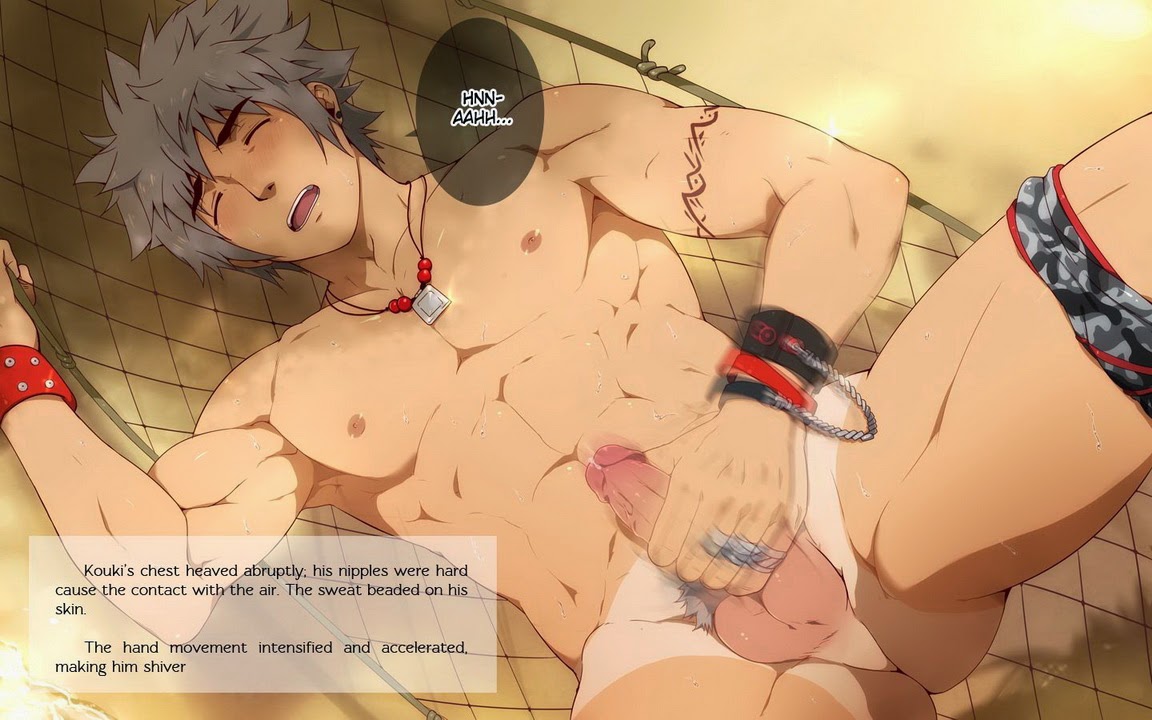 HNN-
AAHH...
Kouki's chest heaved abruptly; his nipples were hard
cause the contact with the air. The sweat beaded on his
skin.
The hand movement intensified and accelerated,
making him shiver